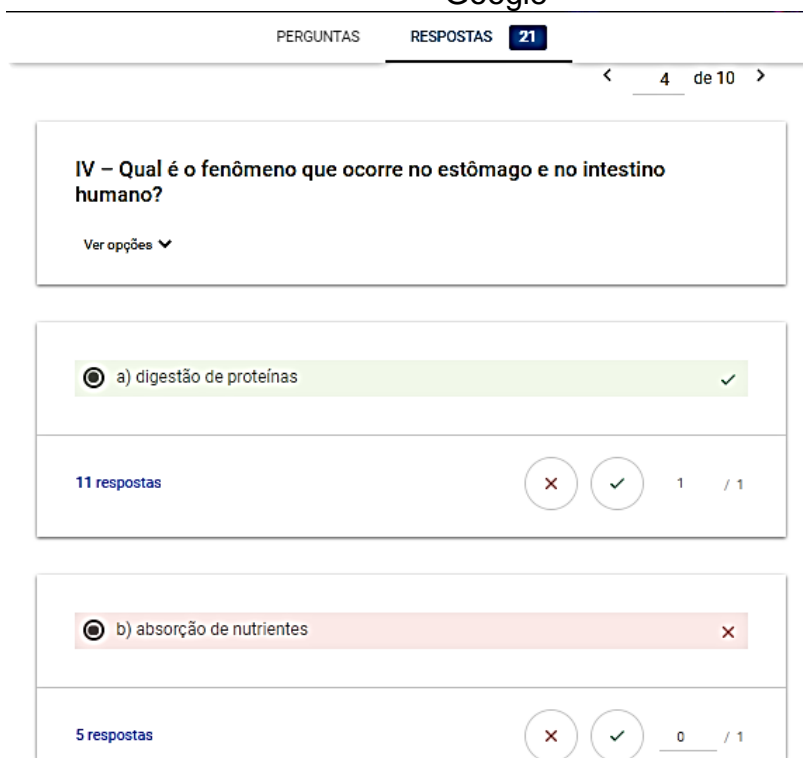 Google
PERGUNTAS RESPOSTAS 21
4 de 10
IV – Qual é o fenômeno que ocorre no estômago e no intestino
humano?
Ver opções
a) digestão de proteínas
11 respostas 1 / 1
b) absorção de nutrientes
5 respostas 0 / 1